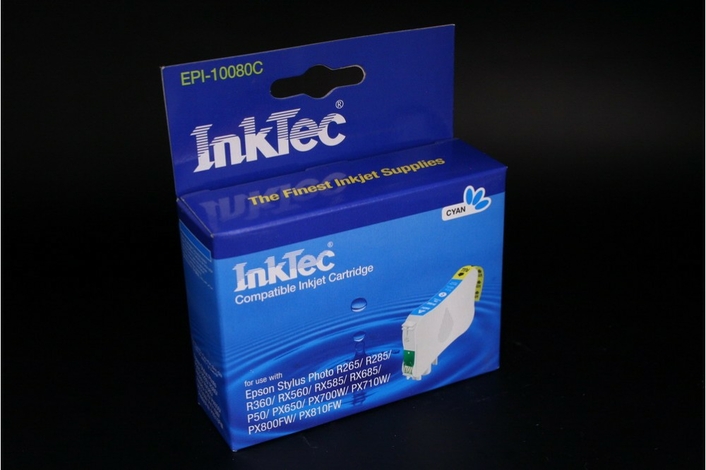 EPI-10080C
InkTec®
The Finest Inkjet Supplies
CYAN
InkTec®
Compatible Inkjet Cartridge
for use with
Epson Stylus Photo R265/ R285/
R360/ RX560/ RX585/ RX685/
P50/ PX650/ PX700W/ PX710W/
PX800FW/ PX810FW